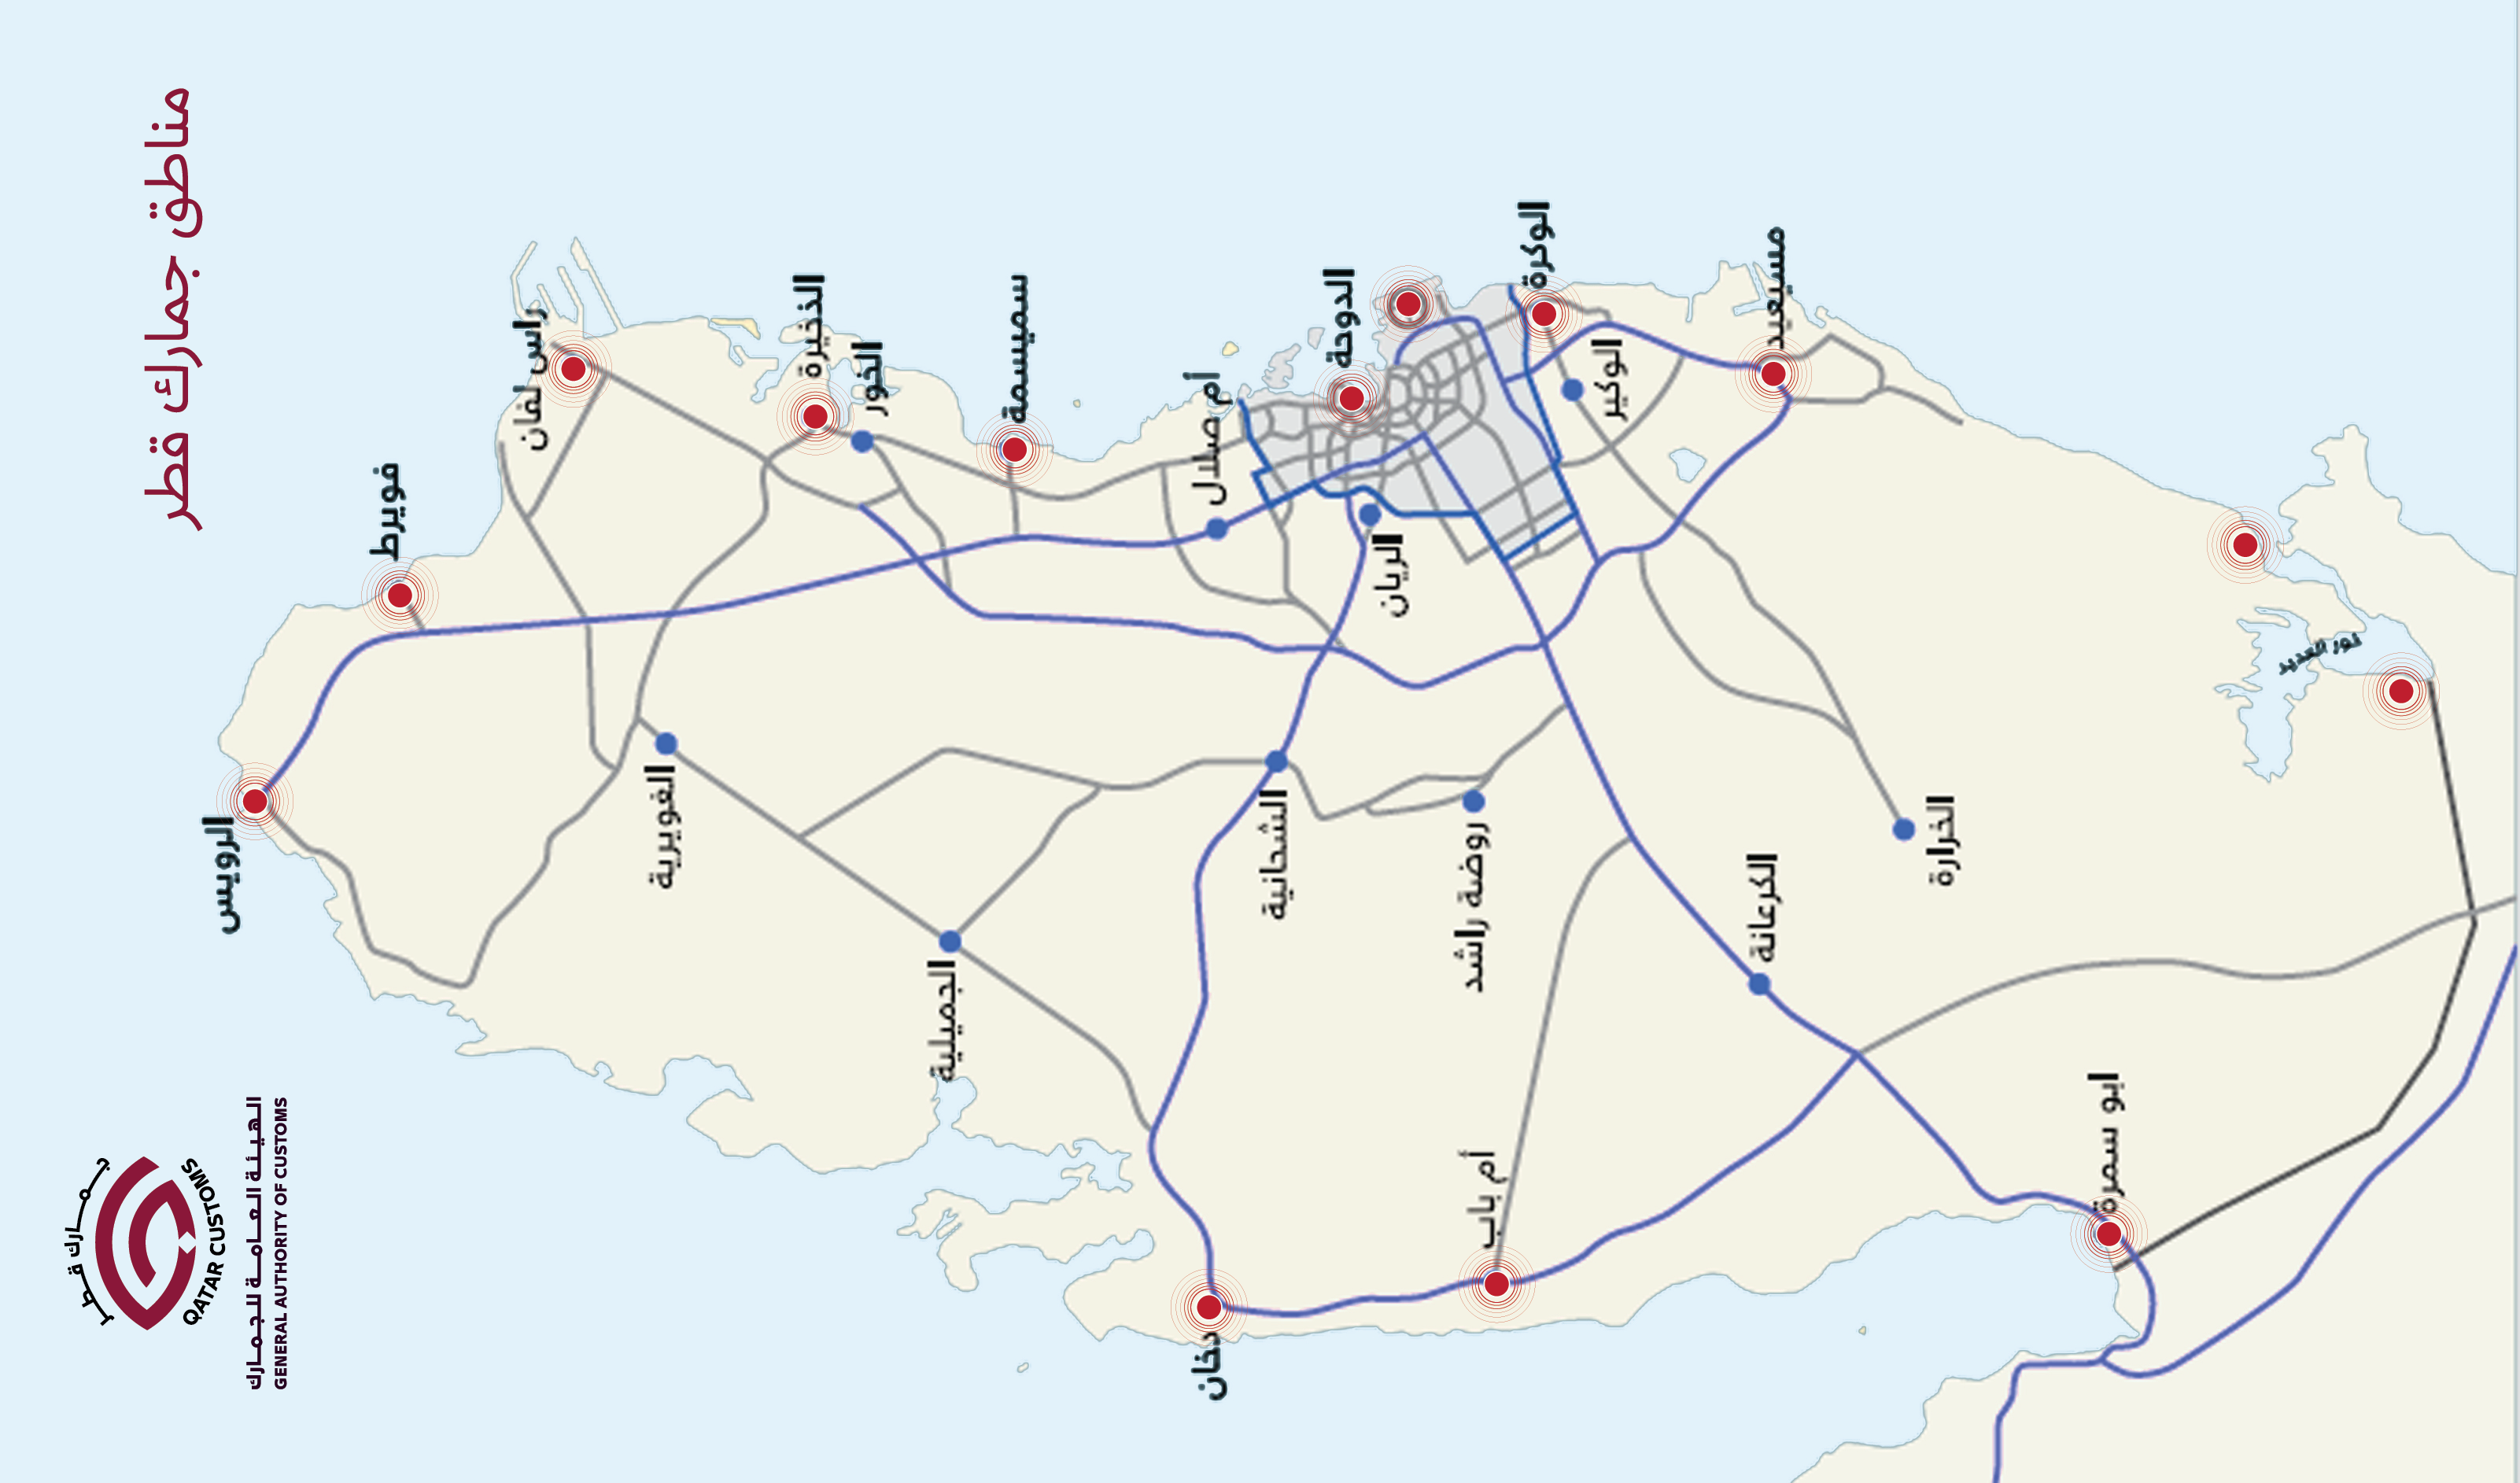 مناطق جمارك قطر
الرويس
فويرط
راس لفان
الذخيرة
الخور
سميسمة
أم صلال
الدوحة
الوكرة
الوكير
مسيعيد
الريان
الغويرية
الجميلية
الشحانية
روضة راشد
الكرعانة
الخرارة
خور العديد
أم باب
دخان
ابو سمرة
جمارك قطر
QATAR CUSTOMS
الهيئة العامة للجمارك
GENERAL AUTHORITY OF CUSTOMS